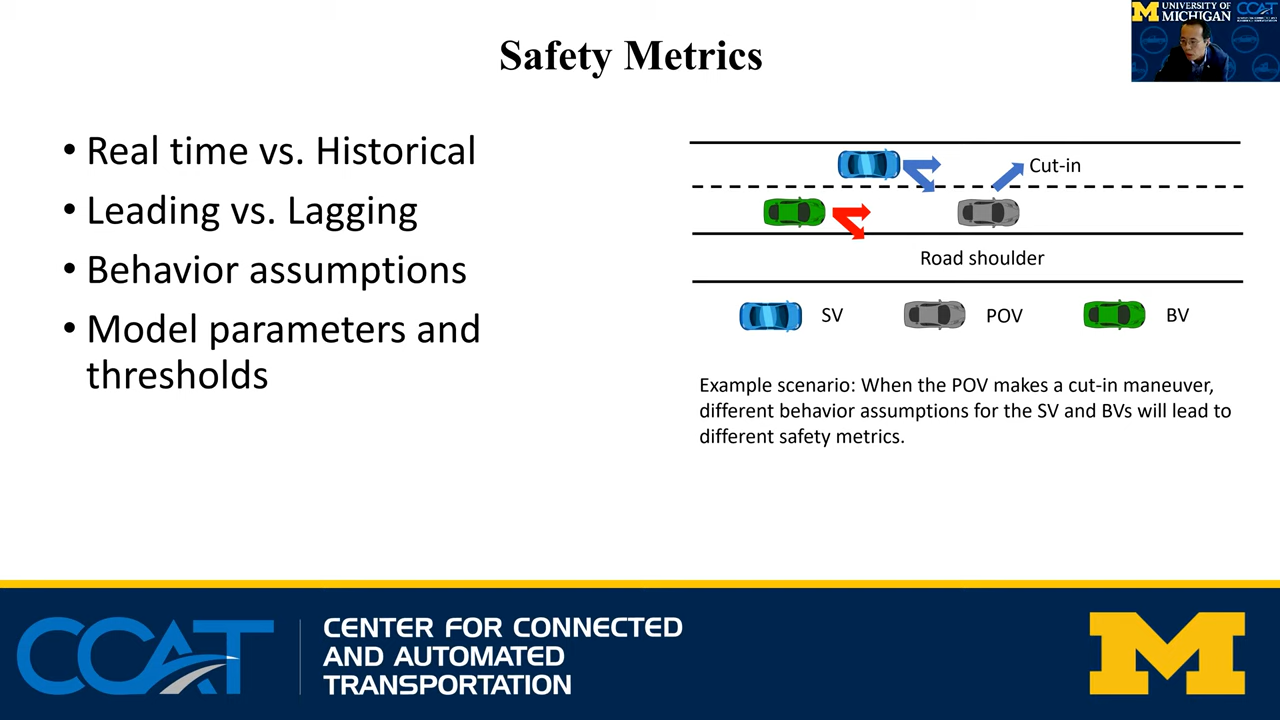 Safety Metrics
UNIVERSITY OF
MICHIGAN
CCAT
• Real time vs. Historical
• Leading vs. Lagging
• Behavior assumptions
• Model parameters and
thresholds
Cut-in
Road shoulder
SV
POV
BV
Example scenario: When the POV makes a cut-in maneuver,
different behavior assumptions for the SV and BVs will lead to
different safety metrics.
CCAT
CENTER FOR CONNECTED
AND AUTOMATED
TRANSPORTATION
M